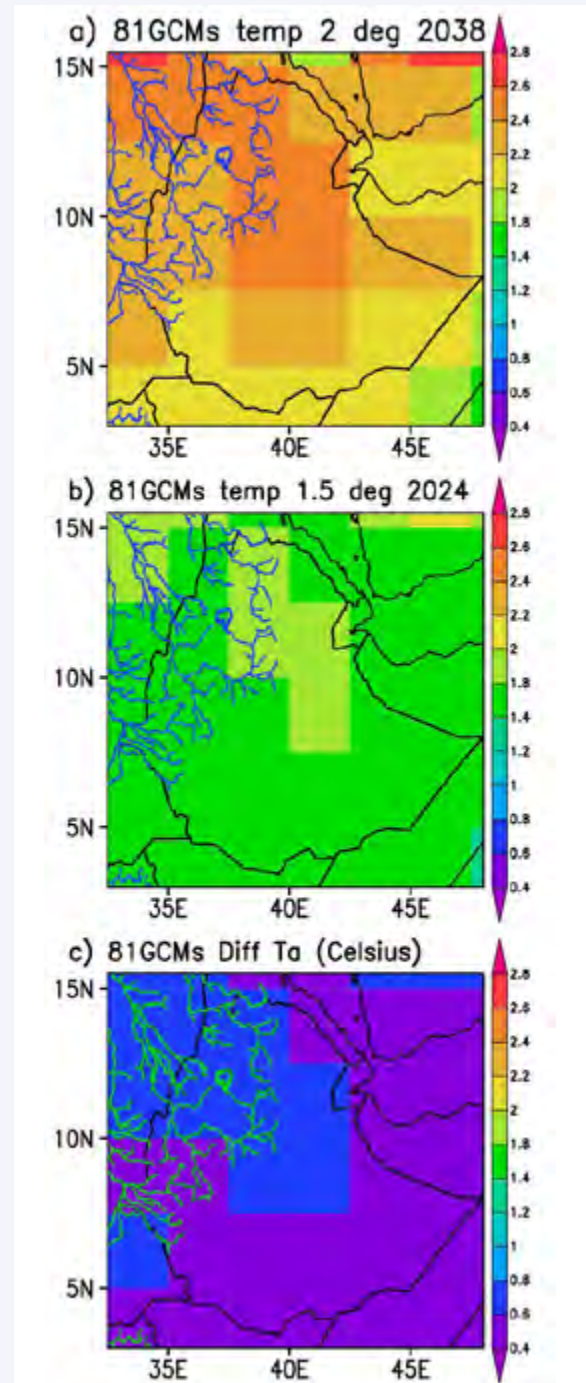 a) 81GCMs temp 2 deg 2038
15N
10N
5N
35E
40E
45E
2.8
2.6
2.4
2.2
2
1.8
1.4
1.2
1
0.8
0.6
0.4
b) 81GCMs temp 1.5 deg 2024
15N
10N
5N
35E
40E
45E
2.8
2.6
2.4
2.2
2
1.8
1.4
1.2
1
0.8
0.6
0.4
c) 81GCMs Diff Ta (Celsius)
15N
10N
5N
35E
40E
45E
2.8
2.6
2.4
2.2
2
1.8
1.4
1.2
1
0.8
0.6
0.4